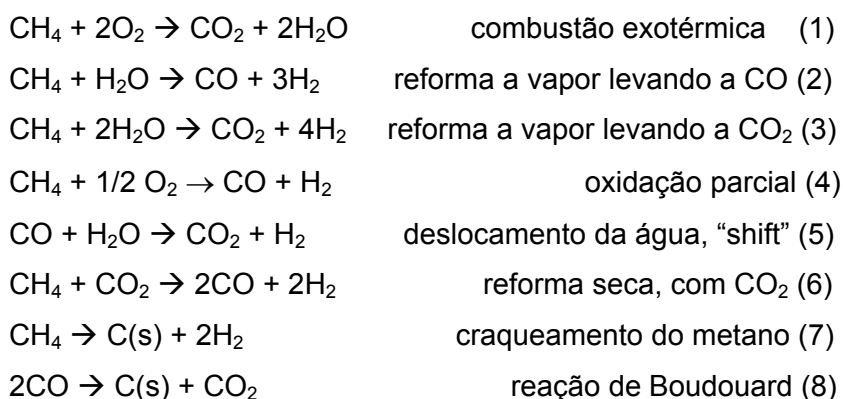 CH₄ + 2O₂ → CO₂ + 2H₂O combustão exotérmica (1)
CH₄ + H₂O → CO + 3H₂ reforma a vapor levando a CO (2)
CH₄ + 2H₂O → CO₂ + 4H₂ reforma a vapor levando a CO₂ (3)
CH₄ + 1/2 O₂ → CO + H₂ oxidação parcial (4)
CO + H₂O → CO₂ + H₂ deslocamento da água, “shift” (5)
CH₄ + CO₂ → 2CO + 2H₂ reforma seca, com CO₂ (6)
CH₄ → C(s) + 2H₂ craqueamento do metano (7)
2CO → C(s) + CO₂ reação de Boudouard (8)